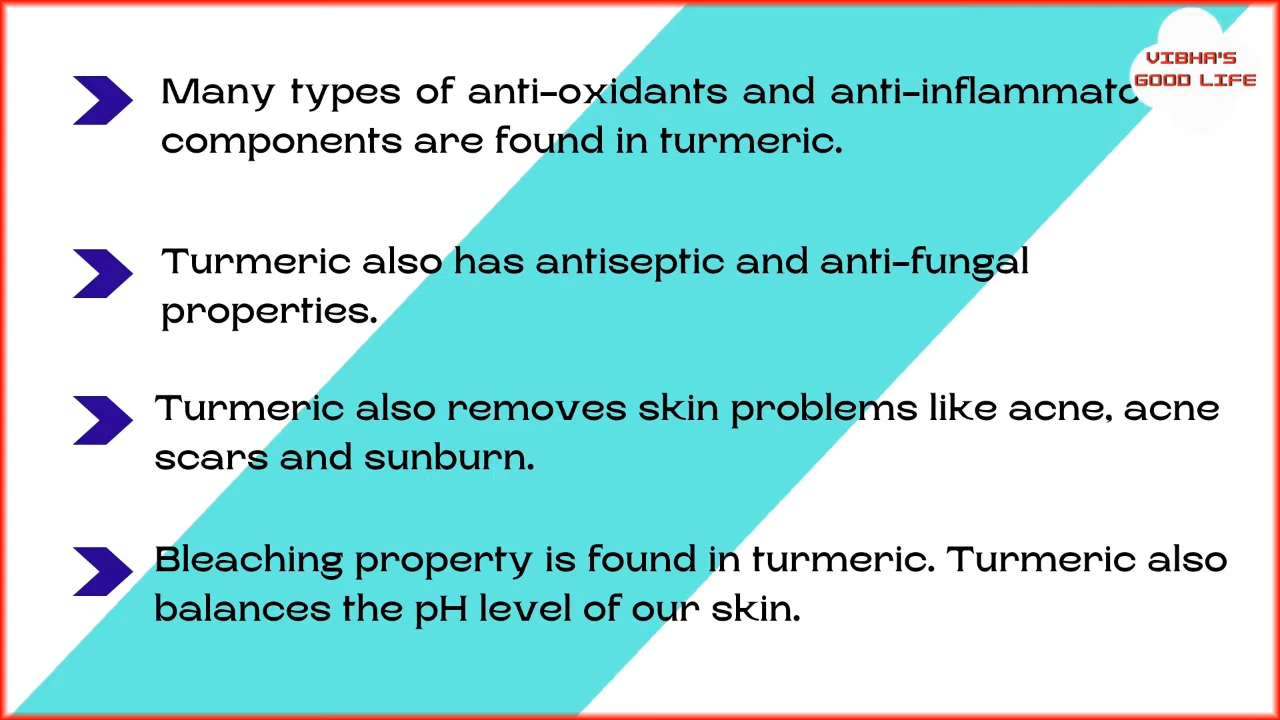 VIBHA'S
GOOD LIFE
Many types of anti-oxidants and anti-inflammato
components are found in turmeric.
Turmeric also has antiseptic and anti-fungal
properties.
Turmeric also removes skin problems like acne, acne
scars and sunburn.
Bleaching property is found in turmeric. Turmeric also
balances the pH level of our skin.